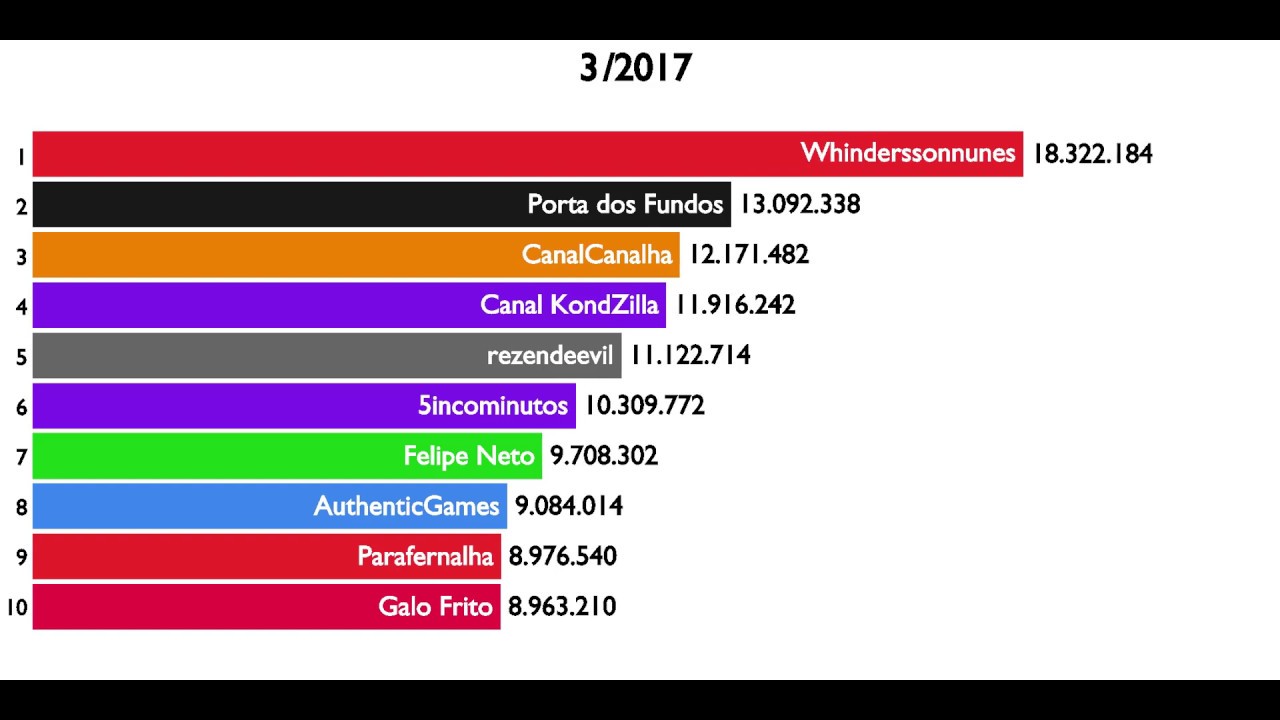 3/2017
1 Whinderssonnunes 18.322.184
2 Porta dos Fundos 13.092.338
3 CanalCanalha 12.171.482
4 Canal KondZilla 11.916.242
5 rezendeevil 11.122.714
6 5incominutos 10.309.772
7 Felipe Neto 9.708.302
8 AuthenticGames 9.084.014
9 Parafernalha 8.976.540
10 Galo Frito 8.963.210